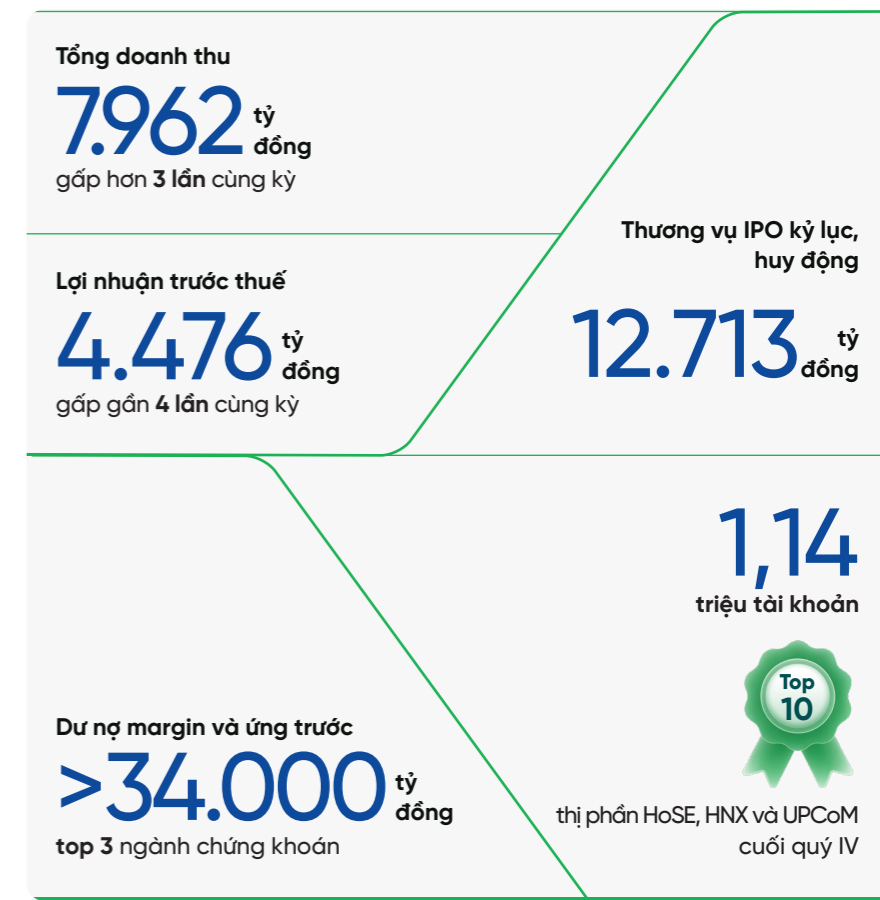 Tổng doanh thu
7.962 tỷ
đồng
gấp hơn 3 lần cùng kỳ
Lợi nhuận trước thuế
4.476 tỷ
đồng
gấp gần 4 lần cùng kỳ
Thương vụ IPO kỷ lục,
huy động
12.713 tỷ
đồng
Dư nợ margin và ứng trước
>34.000 tỷ
đồng
top 3 ngành chứng khoán
1,14
triệu tài khoản
Top
10
thị phần HoSE, HNX và UPCoM
cuối quý IV